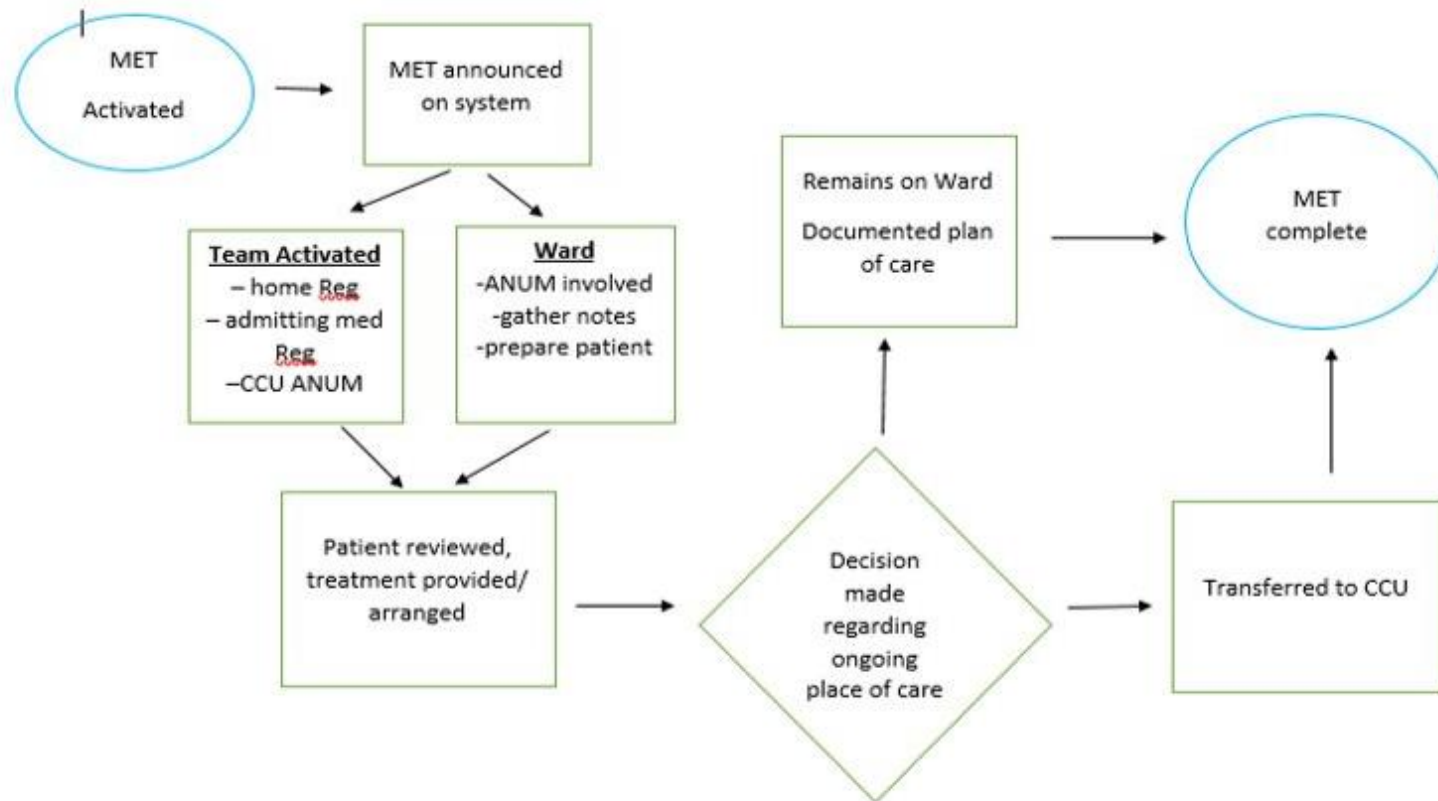 MET
Activated
MET announced
on system
Team Activated
– home Reg
– admitting med
Reg
–CCU ANUM
Ward
-ANUM involved
-gather notes
-prepare patient
Patient reviewed,
treatment provided/
arranged
Decision
made
regarding
ongoing
place of care
Remains on Ward
Documented plan
of care
Transferred to CCU
MET
complete